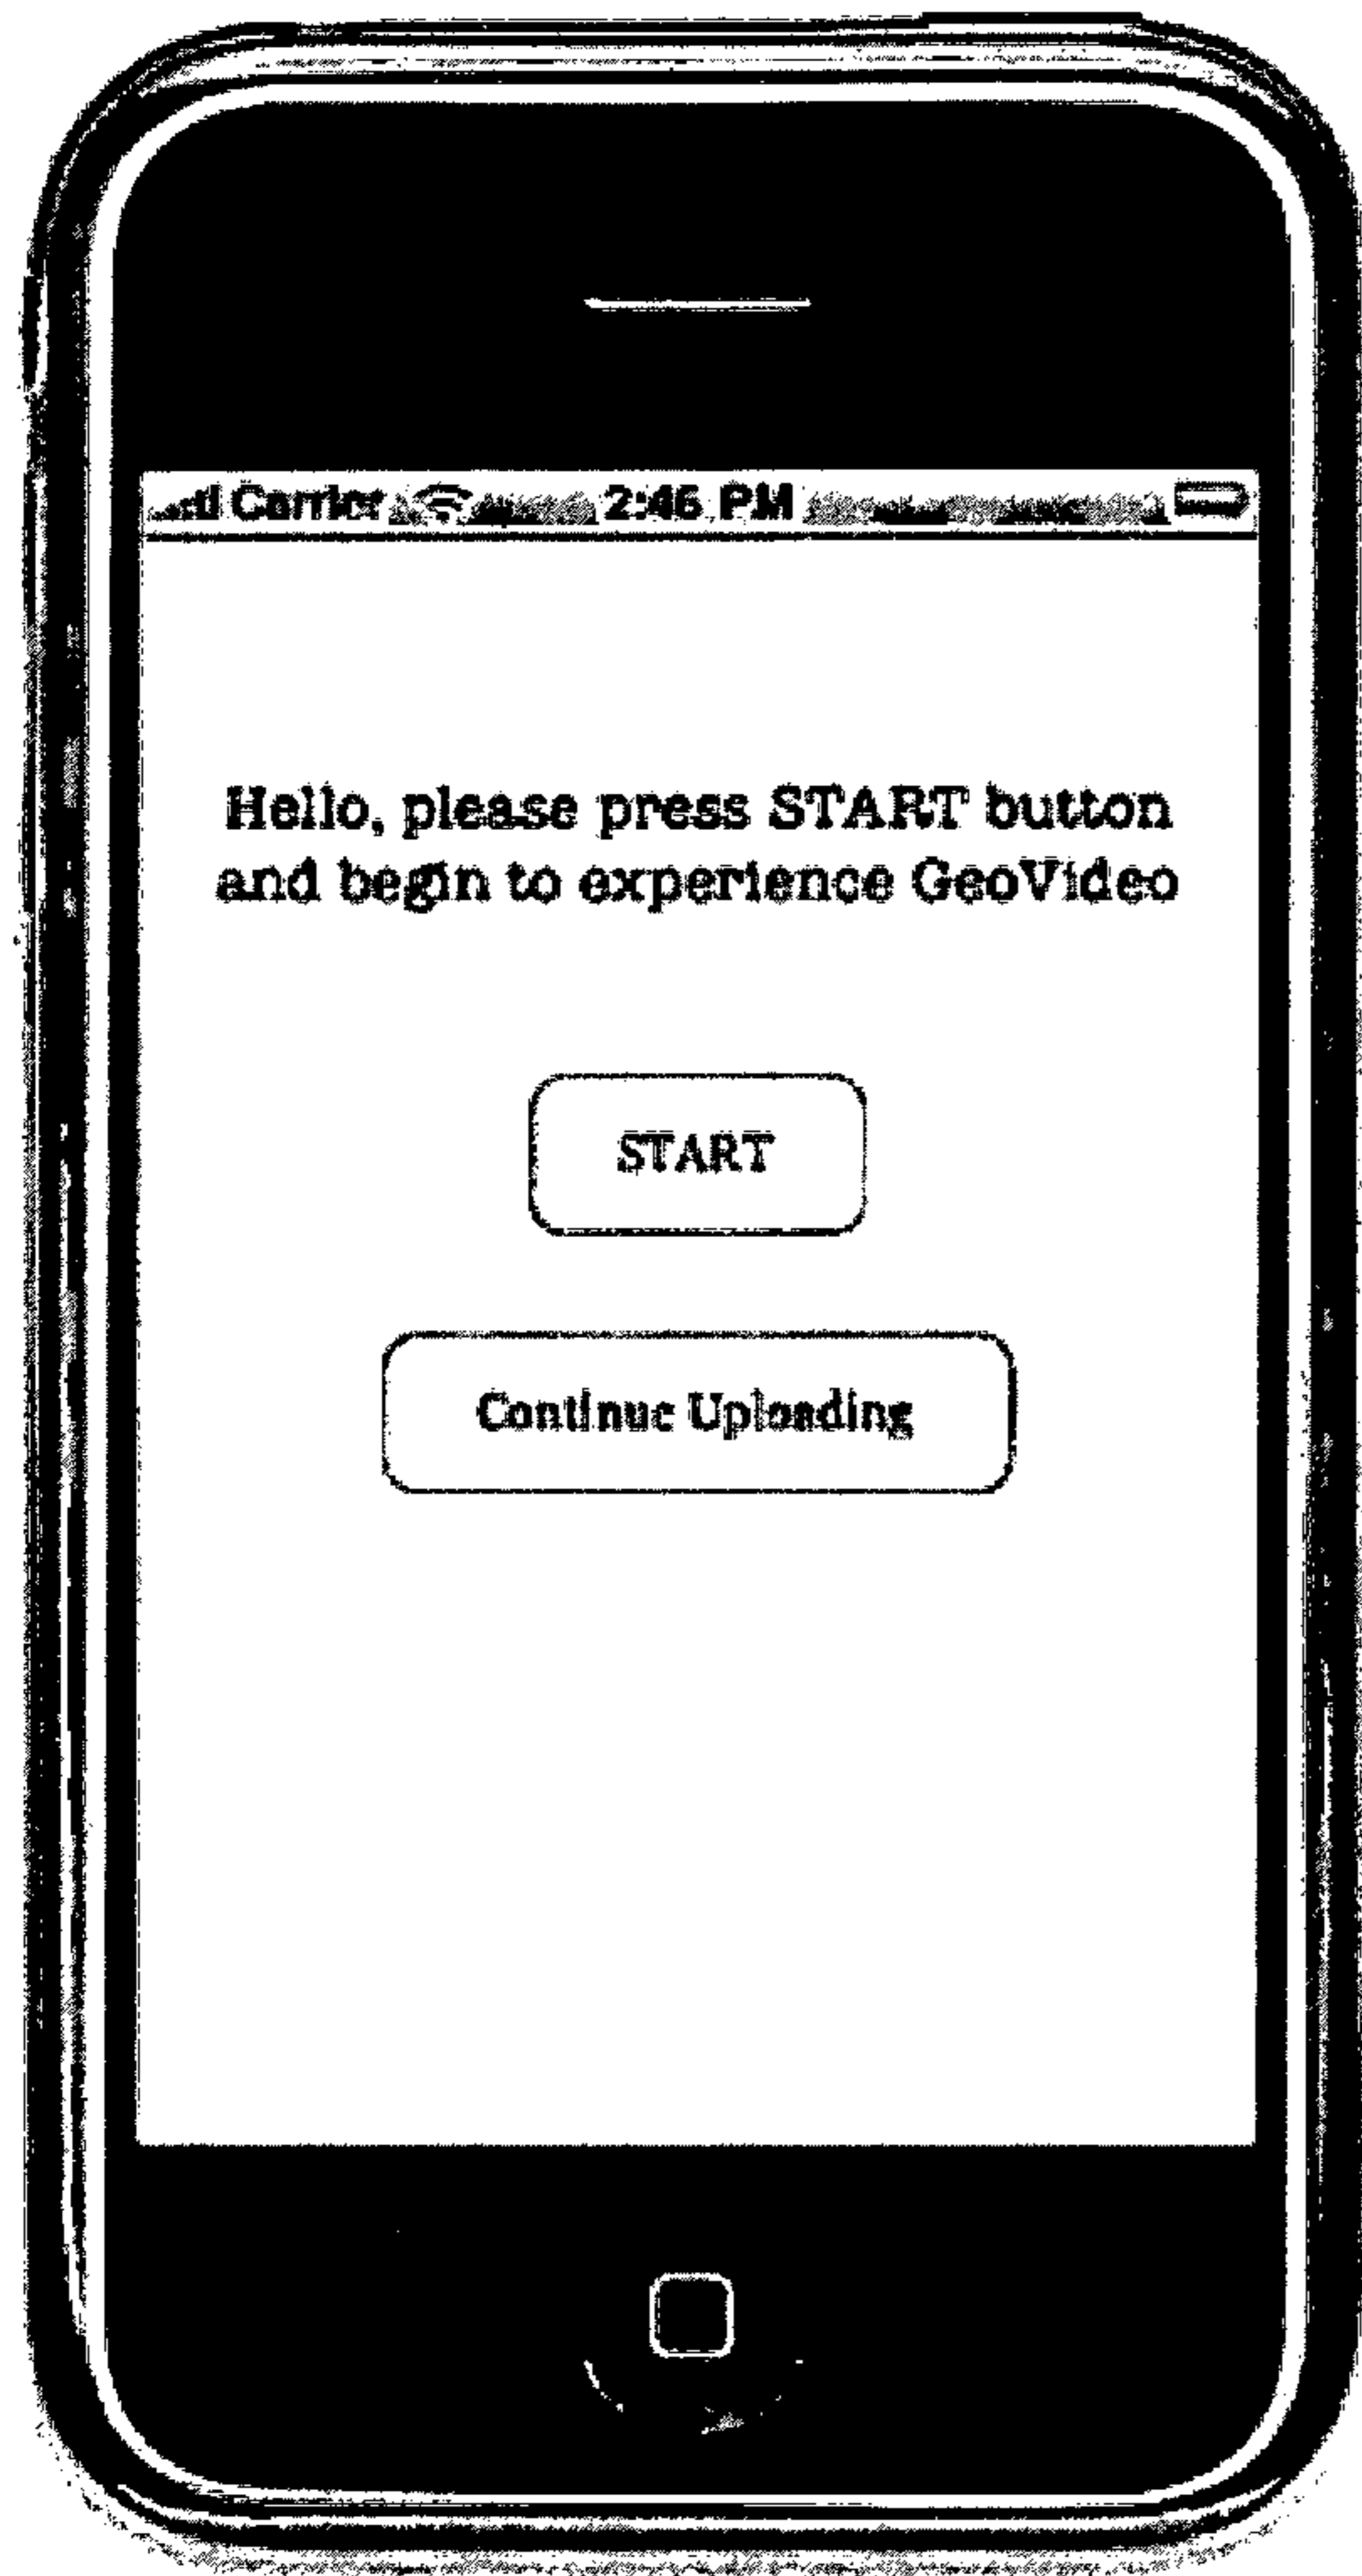 Carrier 2:46 PM
Hello, please press START button
and begin to experience GeoVideo
START
Continue Uploading